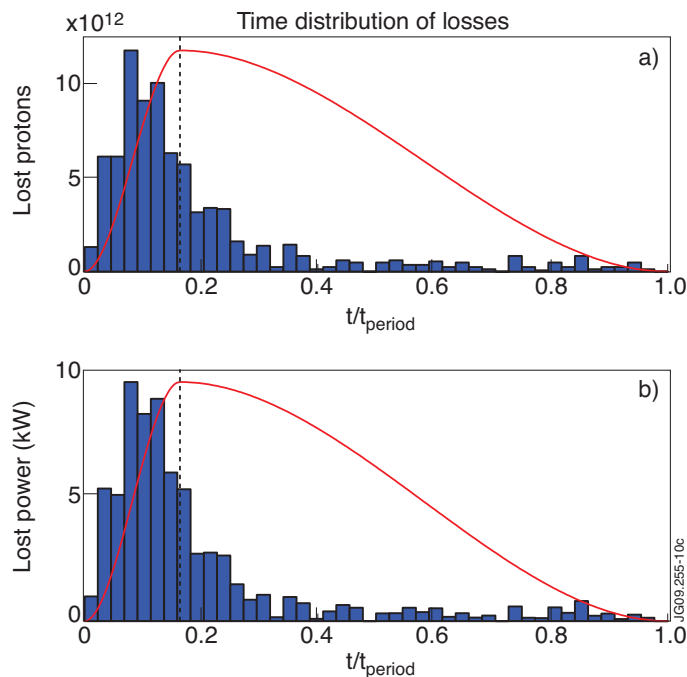 Time distribution of losses
x10¹²
a)
10
5
0
Lost protons
0 0.2 0.4 0.6 0.8 1.0
t/t_period
b)
10
5
0
Lost power (kW)
0 0.2 0.4 0.6 0.8 1.0
t/t_period
JG09.255-10c